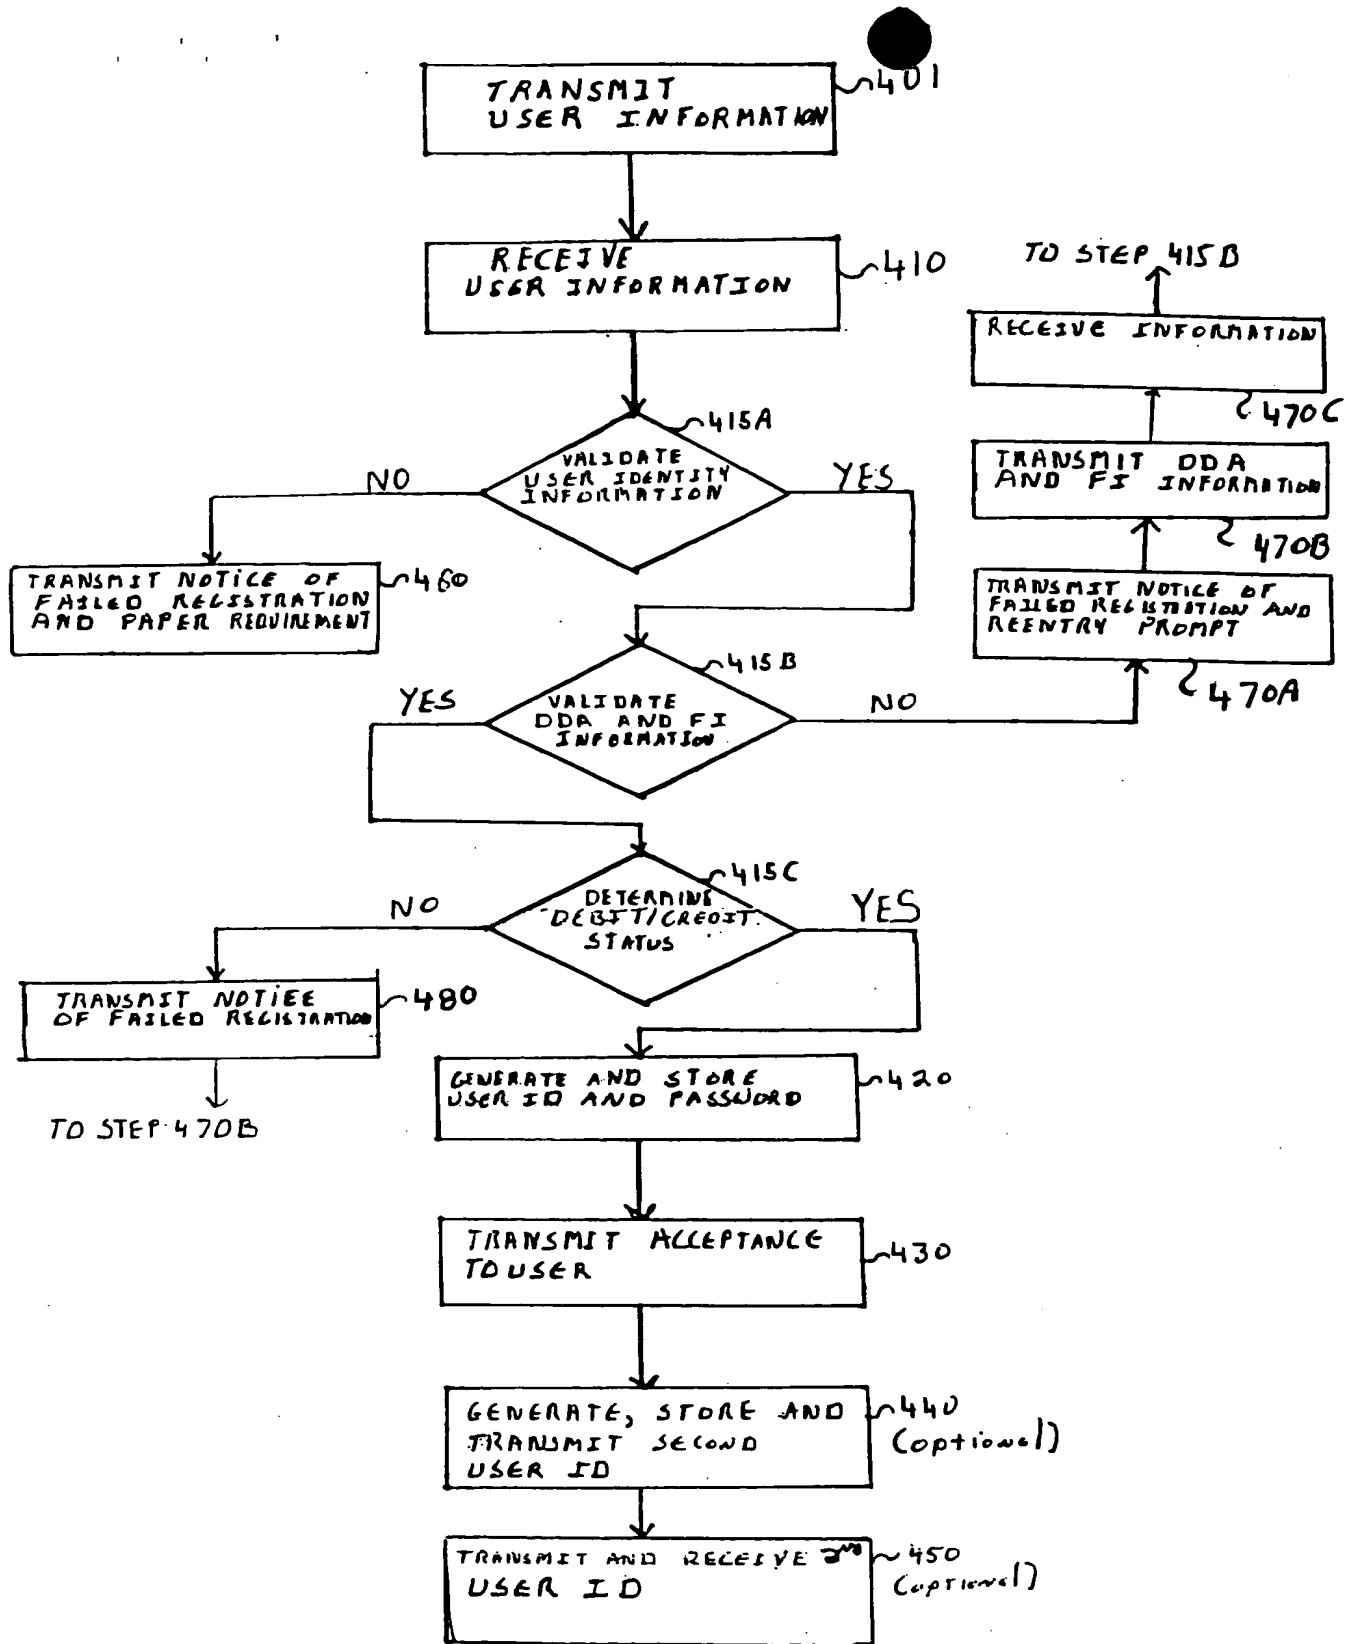 TRANSMIT
USER INFORMATION
401
RECEIVE
USER INFORMATION
410
TO STEP 415B
RECEIVE INFORMATION
470C
TRANSMIT DDA
AND FI INFORMATION
470B
TRANSMIT NOTICE OF
FAILED REGISTRATION AND
REENTRY PROMPT
470A
415A
VALIDATE
USER IDENTITY
INFORMATION
NO
YES
TRANSMIT NOTICE OF
FAILED REGISTRATION
AND PAPER REQUIREMENT
460
415B
VALIDATE
DDA AND FI
INFORMATION
YES
NO
415C
DETERMINE
DEBIT/CREDIT
STATUS
NO
YES
TRANSMIT NOTICE
OF FAILED REGISTRATION
480
TO STEP 470B
GENERATE AND STORE
USER ID AND PASSWORD
420
TRANSMIT ACCEPTANCE
TO USER
430
GENERATE, STORE AND
TRANSMIT SECOND
USER ID
440
(optional)
TRANSMIT AND RECEIVE 2ND
USER ID
450
(optional)